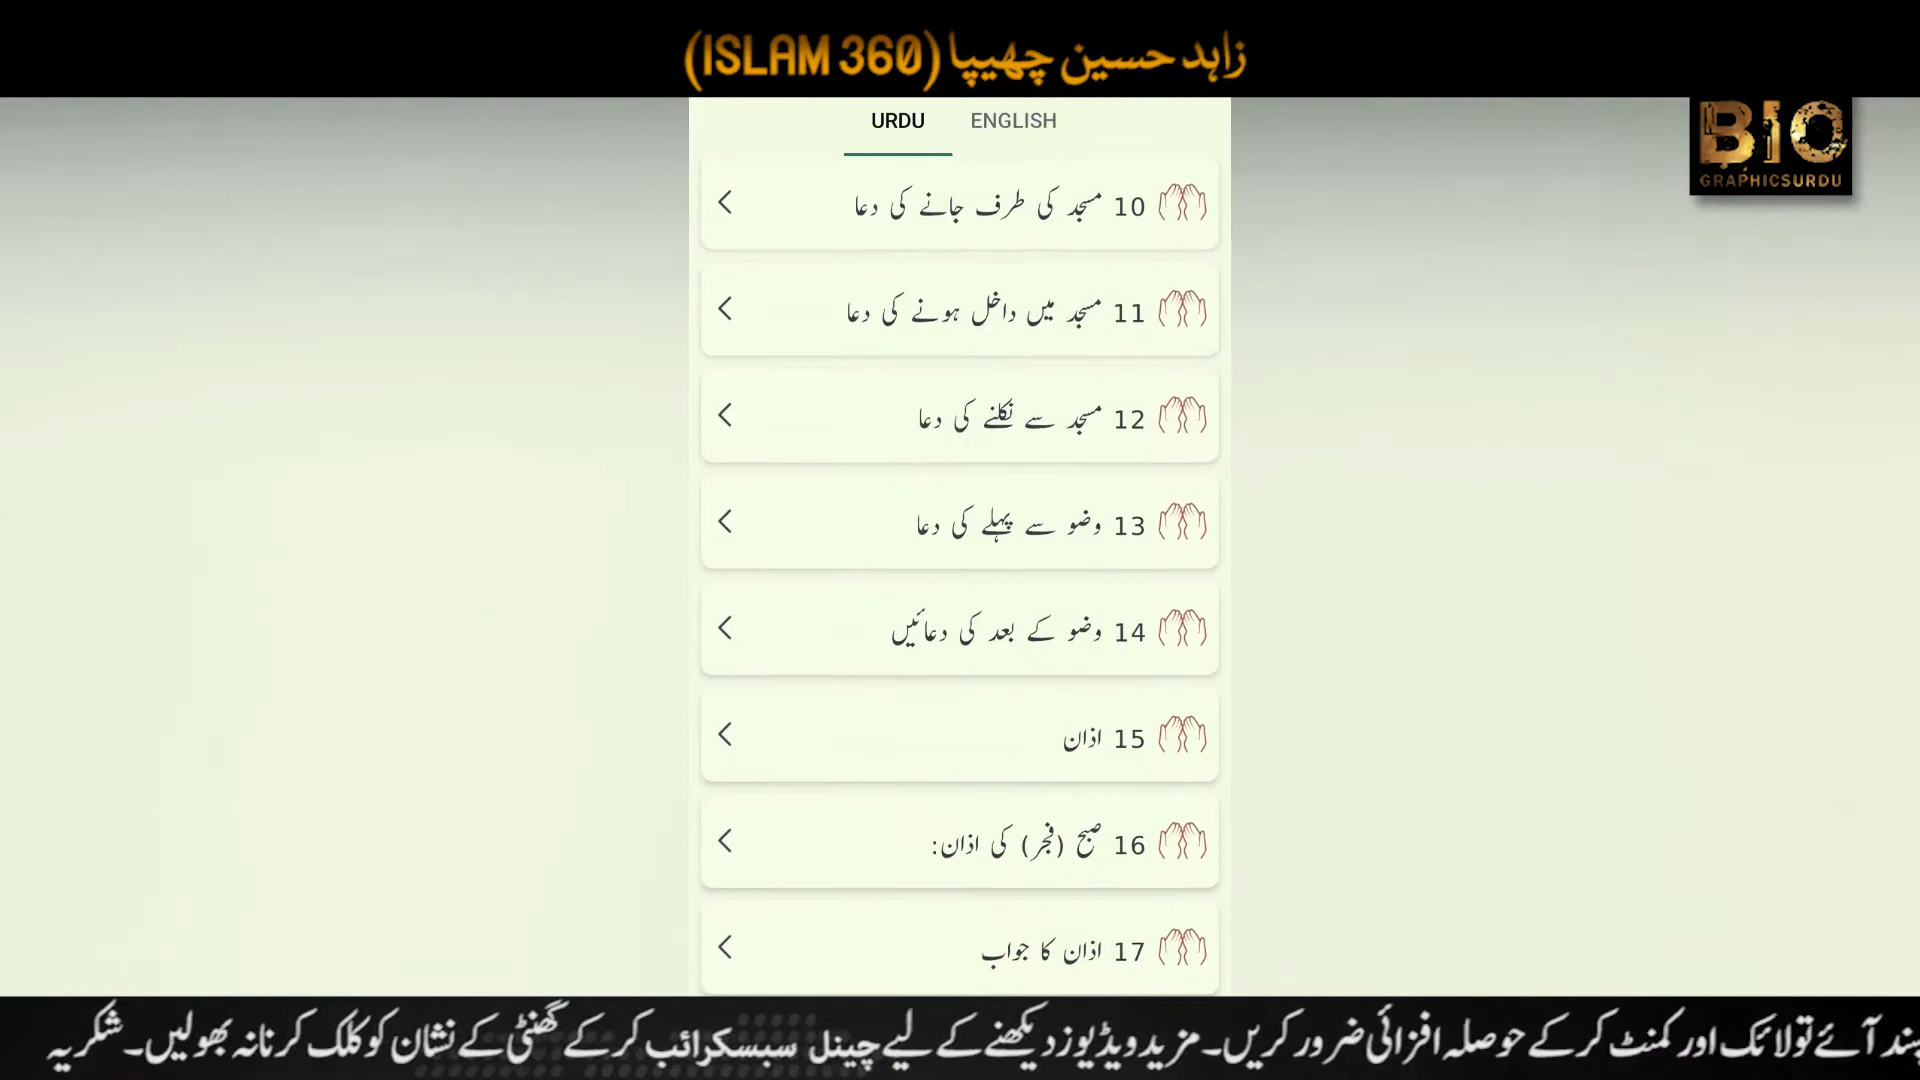 زاہد حسین چھیپا (ISLAM 360)
URDU ENGLISH
BIO
GRAPHICSURDU
10 مسجد کی طرف جانے کی دعا
11 مسجد میں داخل ہونے کی دعا
12 مسجد سے نکلنے کی دعا
13 وضو سے پہلے کی دعا
14 وضو کے بعد کی دعائیں
15 اذان
16 صبح (فجر) کی اذان:
17 اذان کا جواب
آئے تولائک اور کمنٹ کر کے حوصلہ افزائی ضرور کریں۔ مزید ویڈیوز دیکھنے کے لیے چینل سبسکرائب کر کے گھنٹی کے نشان کو کلک کرنا نہ بھولیں۔ شکریہ